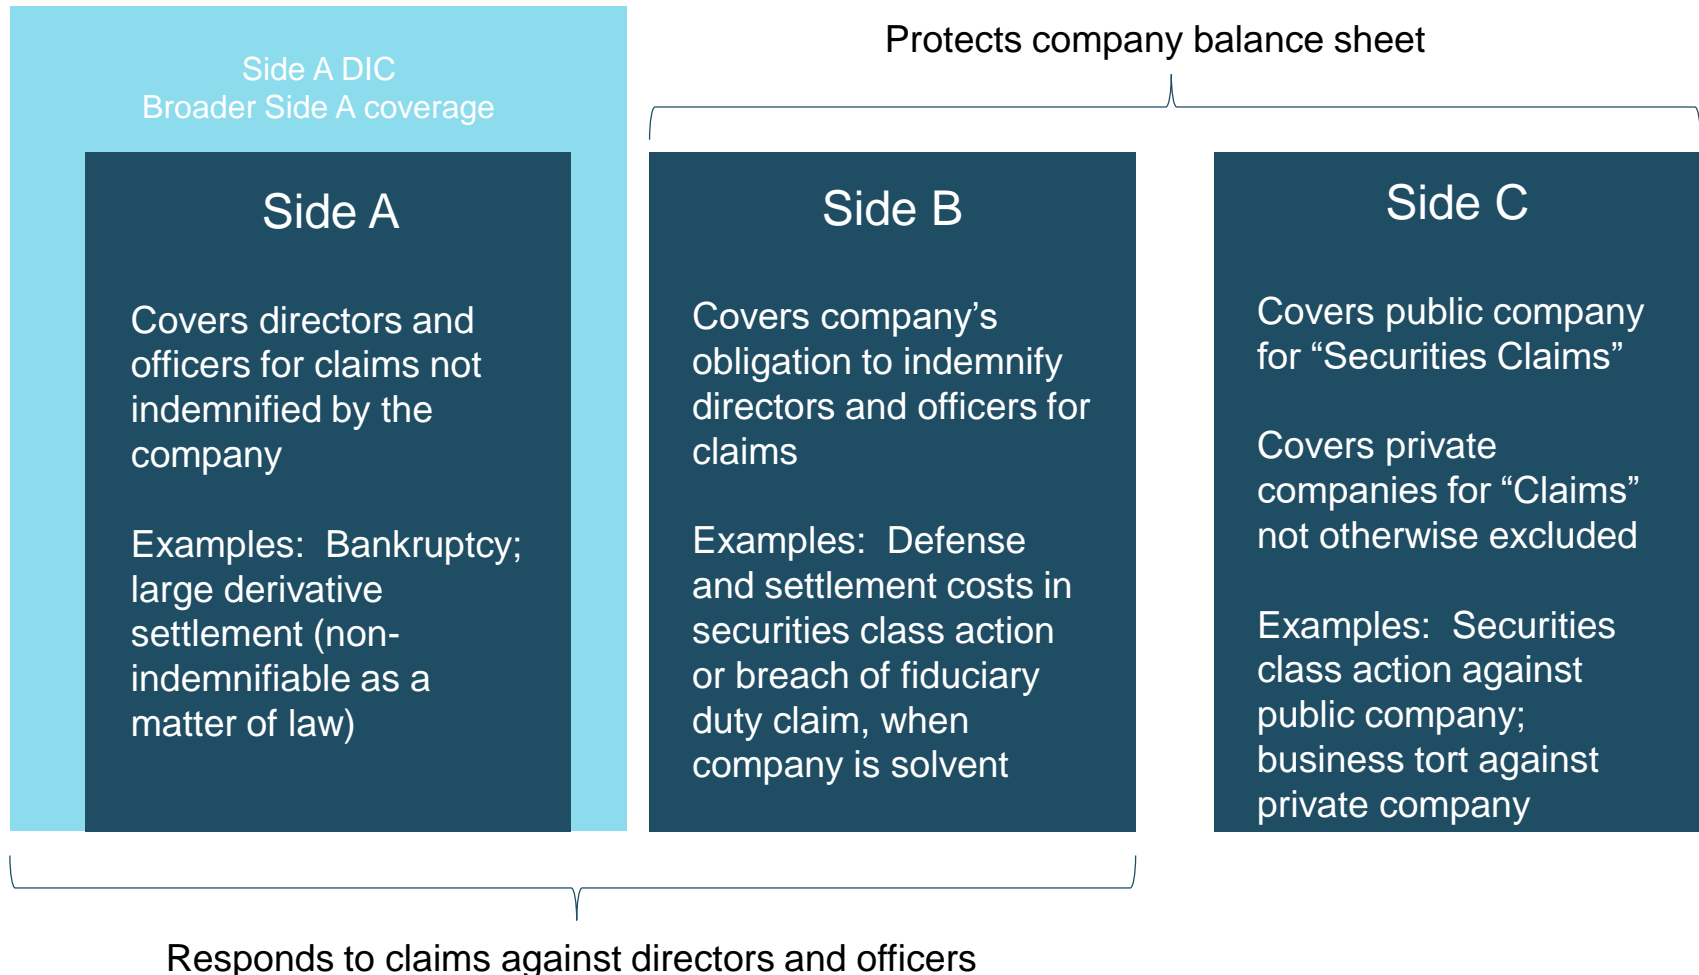 Protects company balance sheet
Side A DIC
Broader Side A coverage
Side A
Covers directors and
officers for claims not
indemnified by the
company
Examples:  Bankruptcy;
large derivative
settlement (non-
indemnifiable as a
matter of law)
Side B
Covers company’s
obligation to indemnify
directors and officers for
claims
Examples:  Defense
and settlement costs in
securities class action
or breach of fiduciary
duty claim, when
company is solvent
Side C
Covers public company
for “Securities Claims”
Covers private
companies for “Claims”
not otherwise excluded
Examples:  Securities
class action against
public company;
business tort against
private company
Responds to claims against directors and officers